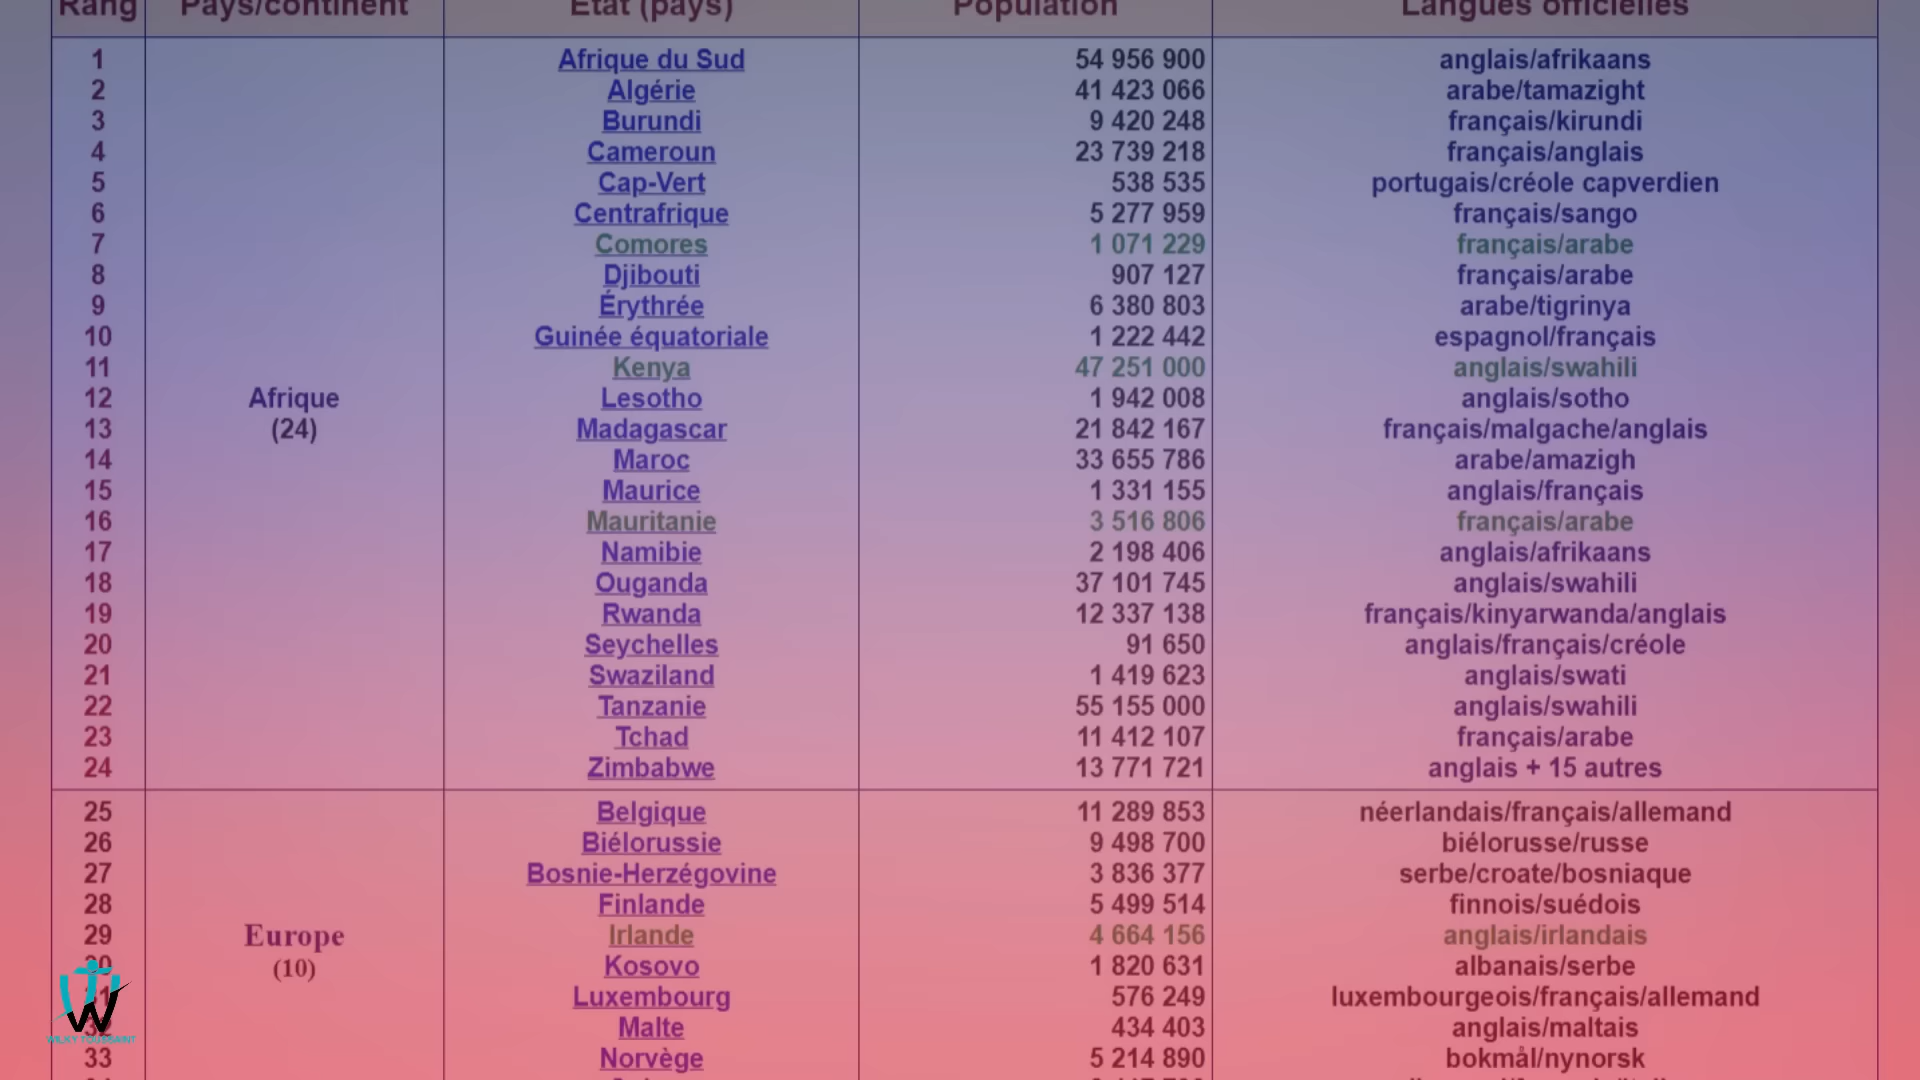 Rang Pays/continent État (pays) Population Langues officielles
1 Afrique du Sud 54 956 900 anglais/afrikaans
2 Algérie 41 423 066 arabe/tamazight
3 Burundi 9 420 248 français/kirundi
4 Cameroun 23 739 218 français/anglais
5 Cap-Vert 538 535 portugais/créole capverdien
6 Centrafrique 5 277 959 français/sango
7 Comores 1 071 229 français/arabe
8 Djibouti 907 127 français/arabe
9 Érythrée 6 380 803 arabe/tigrinya
10 Guinée équatoriale 1 222 442 espagnol/français
11 Kenya 47 251 000 anglais/swahili
12 Afrique Lesotho 1 942 008 anglais/sotho
13 (24) Madagascar 21 842 167 français/malgache/anglais
14 Maroc 33 655 786 arabe/amazigh
15 Maurice 1 331 155 anglais/français
16 Mauritanie 3 516 806 français/arabe
17 Namibie 2 198 406 anglais/afrikaans
18 Ouganda 37 101 745 anglais/swahili
19 Rwanda 12 337 138 français/kinyarwanda/anglais
20 Seychelles 91 650 anglais/français/créole
21 Swaziland 1 419 623 anglais/swati
22 Tanzanie 55 155 000 anglais/swahili
23 Tchad 11 412 107 français/arabe
24 Zimbabwe 13 771 721 anglais + 15 autres
25 Belgique 11 289 853 néerlandais/français/allemand
26 Biélorussie 9 498 700 biélorusse/russe
27 Bosnie-Herzégovine 3 836 377 serbe/croate/bosniaque
28 Finlande 5 499 514 finnois/suédois
29 Europe Irlande 4 664 156 anglais/irlandais
30 (10) Kosovo 1 820 631 albanais/serbe
31 Luxembourg 576 249 luxembourgeois/français/allemand
32 Malte 434 403 anglais/maltais
33 Norvège 5 214 890 bokmål/nynorsk
WILKY TOUSSAINT